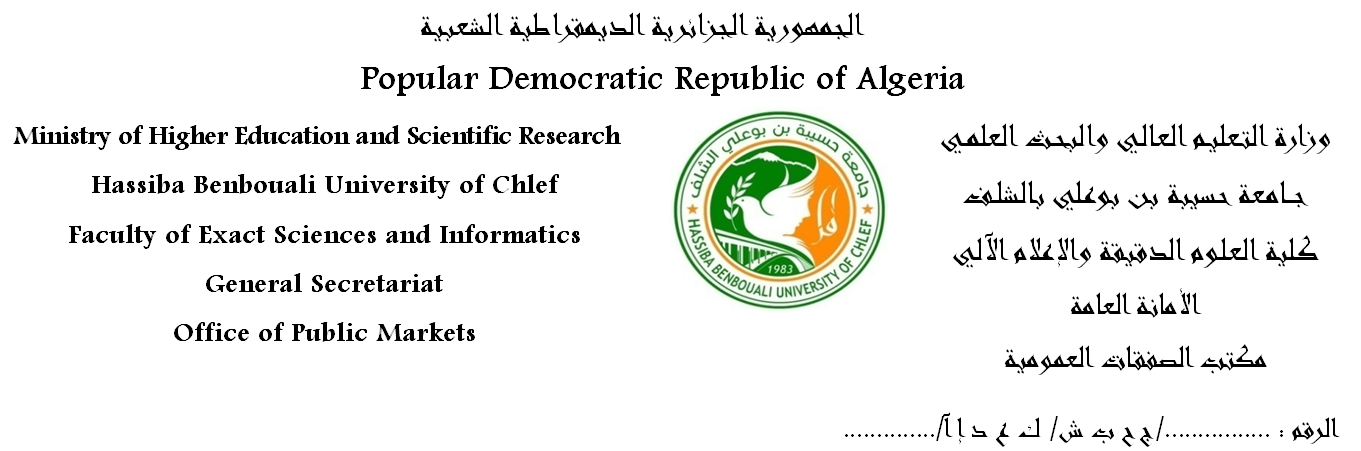 الجمهورية الجزائرية الديمقراطية الشعبية
Popular Democratic Republic of Algeria
Ministry of Higher Education and Scientific Research
Hassiba Benbouali University of Chlef
Faculty of Exact Sciences and Informatics
General Secretariat
Office of Public Markets
جامعة حسيبة بن بوعلي الشلف
1983
HASSIBA BENBOUALI UNIVERSITY OF CHLEF
وزارة التعليم العالي والبحث العلمي
جامعة حسيبة بن بوعلي بالشلف
كلية العلوم الدقيقة والإعلام الآلي
الأمانة العامة
مكتب الصفقات العمومية
الرقم : ................/ج ح ب ش/ ك ع د إ آ/..............